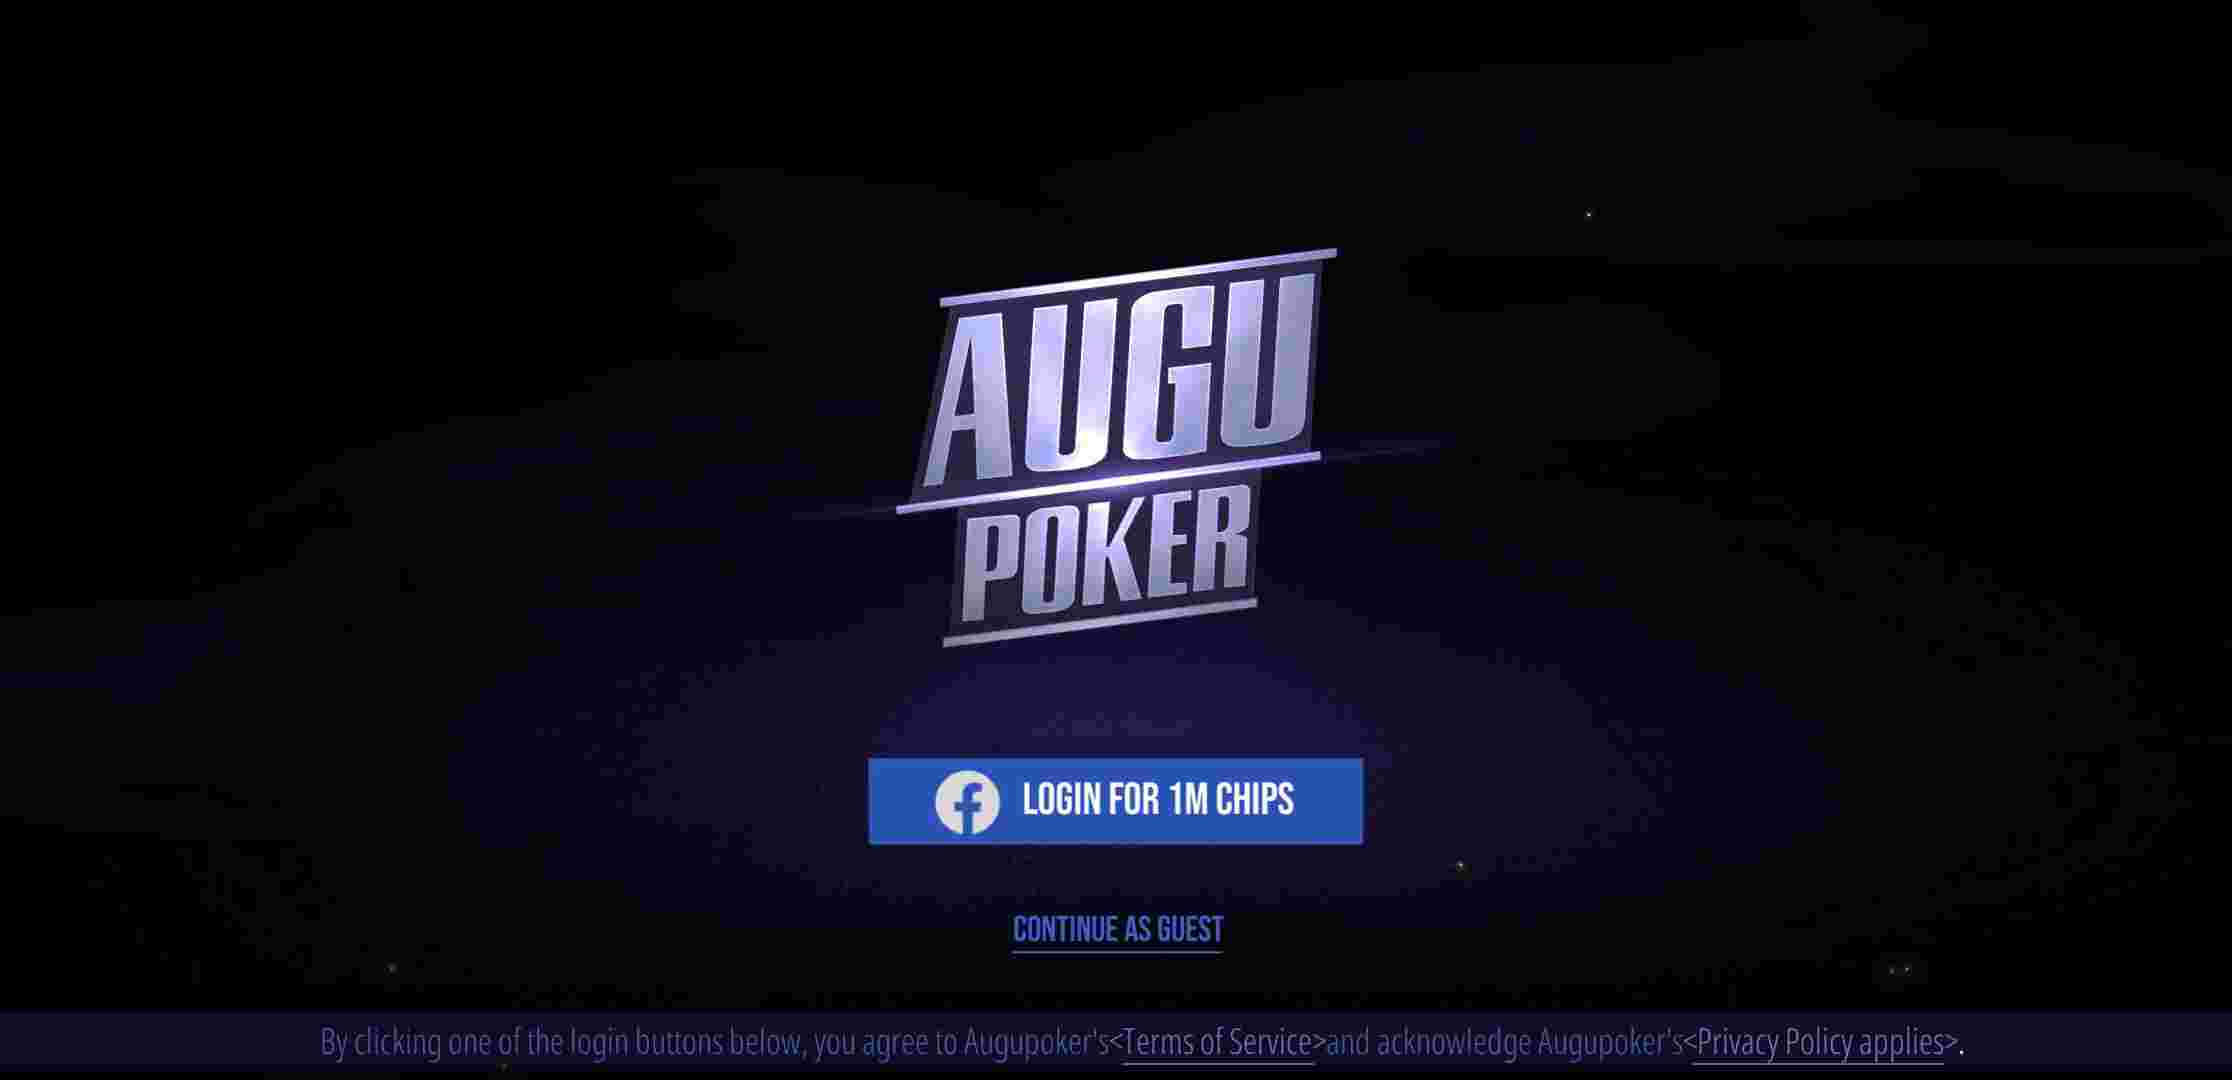 AUGU
POKER
LOGIN FOR 1M CHIPS
CONTINUE AS GUEST
By clicking one of the login buttons below, you agree to Augupoker's<Terms of Service>and acknowledge Augupoker's<Privacy Policy applies>.